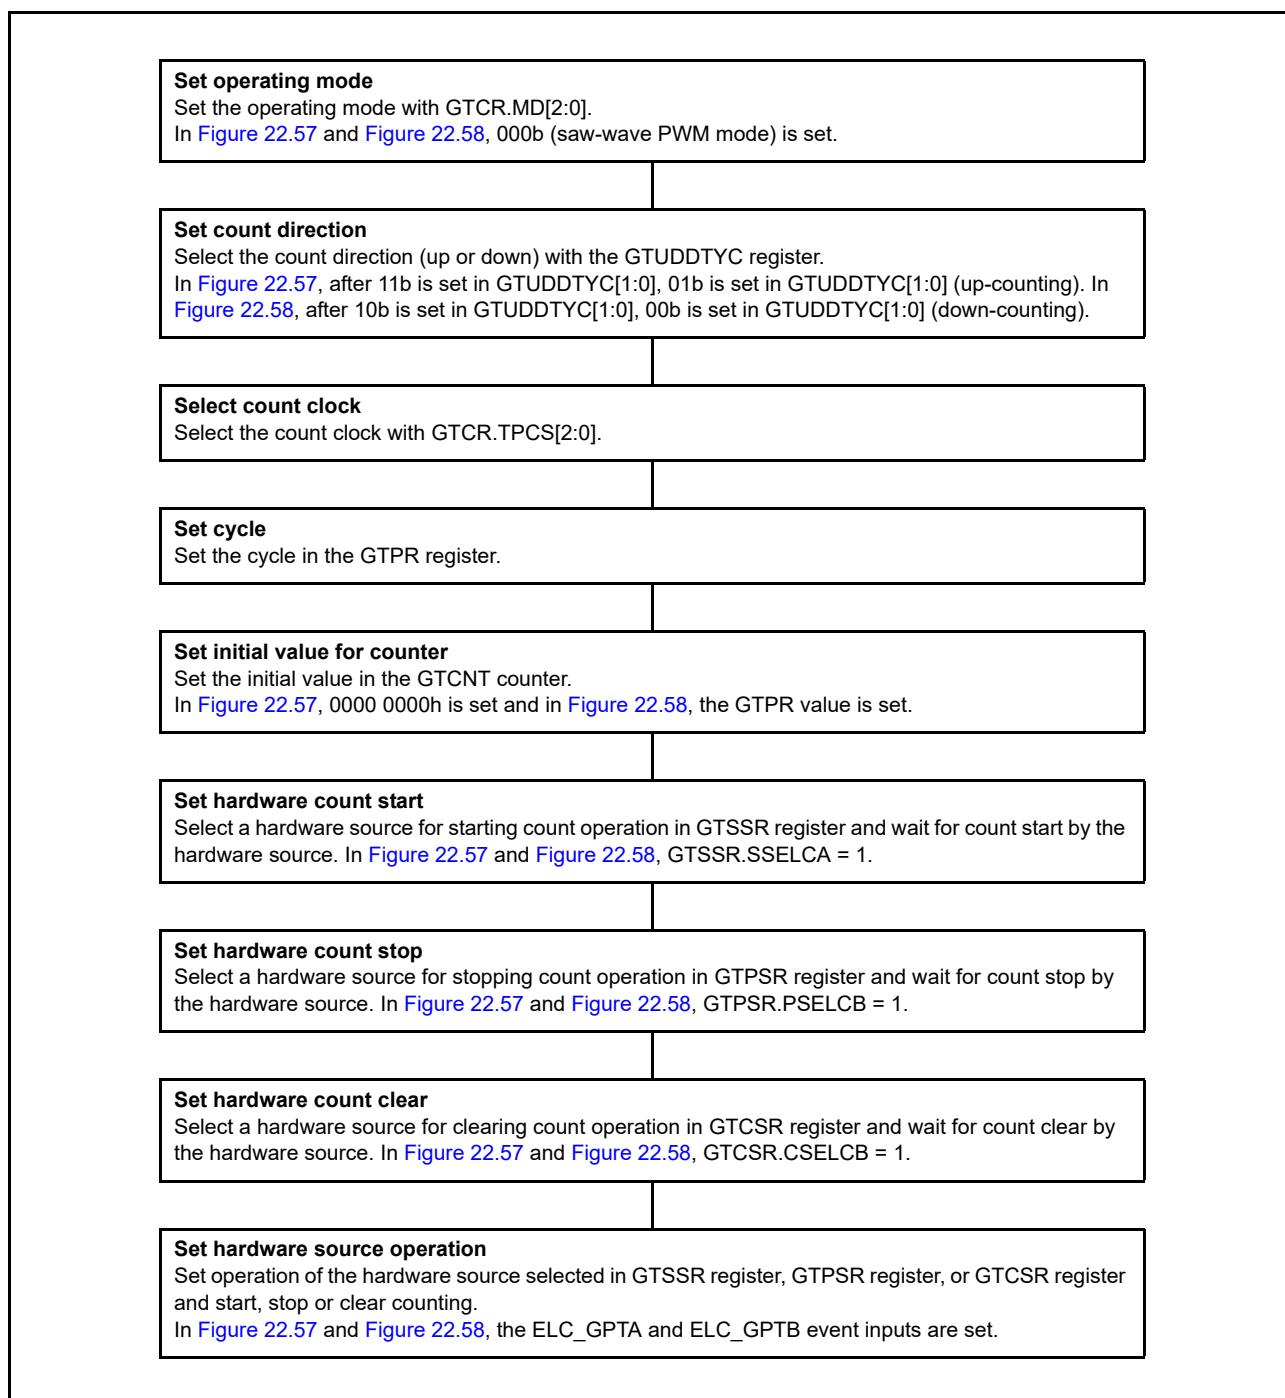 Set operating mode
Set the operating mode with GTCR.MD[2:0].
In Figure 22.57 and Figure 22.58, 000b (saw-wave PWM mode) is set.
Set count direction
Select the count direction (up or down) with the GTUDDTYC register.
In Figure 22.57, after 11b is set in GTUDDTYC[1:0], 01b is set in GTUDDTYC[1:0] (up-counting). In
Figure 22.58, after 10b is set in GTUDDTYC[1:0], 00b is set in GTUDDTYC[1:0] (down-counting).
Select count clock
Select the count clock with GTCR.TPCS[2:0].
Set cycle
Set the cycle in the GTPR register.
Set initial value for counter
Set the initial value in the GTCNT counter.
In Figure 22.57, 0000 0000h is set and in Figure 22.58, the GTPR value is set.
Set hardware count start
Select a hardware source for starting count operation in GTSSR register and wait for count start by the
hardware source. In Figure 22.57 and Figure 22.58, GTSSR.SSELCA = 1.
Set hardware count stop
Select a hardware source for stopping count operation in GTPSR register and wait for count stop by
the hardware source. In Figure 22.57 and Figure 22.58, GTPSR.PSELCB = 1.
Set hardware count clear
Select a hardware source for clearing count operation in GTCSR register and wait for count clear by
the hardware source. In Figure 22.57 and Figure 22.58, GTCSR.CSELCB = 1.
Set hardware source operation
Set operation of the hardware source selected in GTSSR register, GTPSR register, or GTCSR register
and start, stop or clear counting.
In Figure 22.57 and Figure 22.58, the ELC_GPTA and ELC_GPTB event inputs are set.